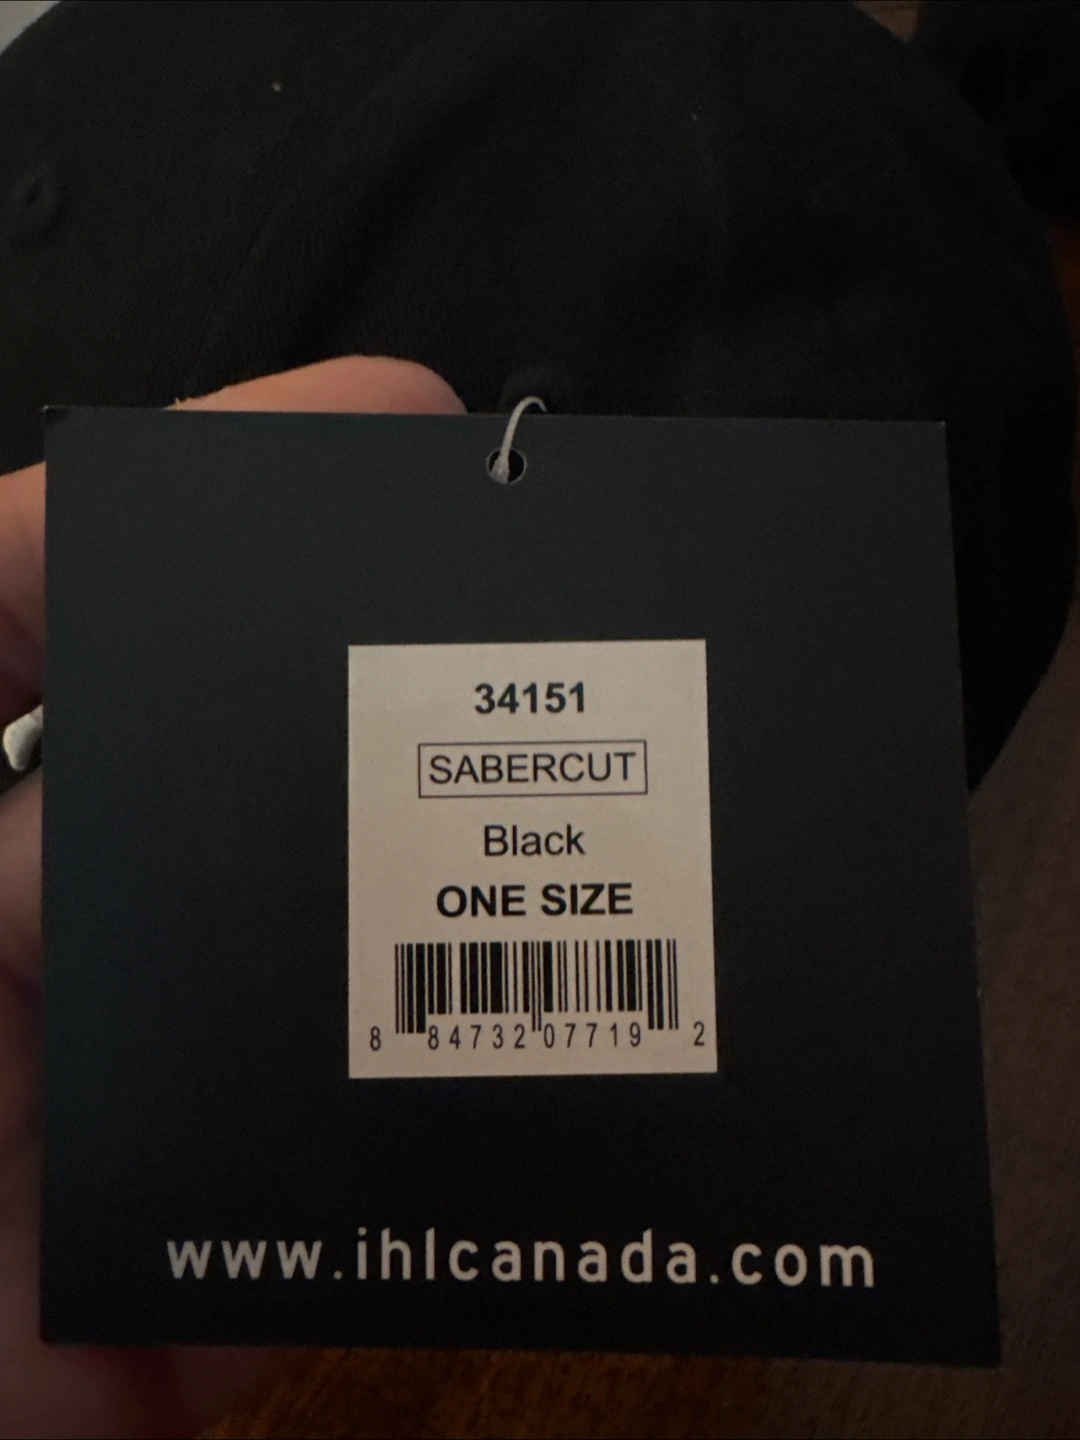 34151
SABERCUT
Black
ONE SIZE
8 84732 07719 2
www.ihlcanada.com